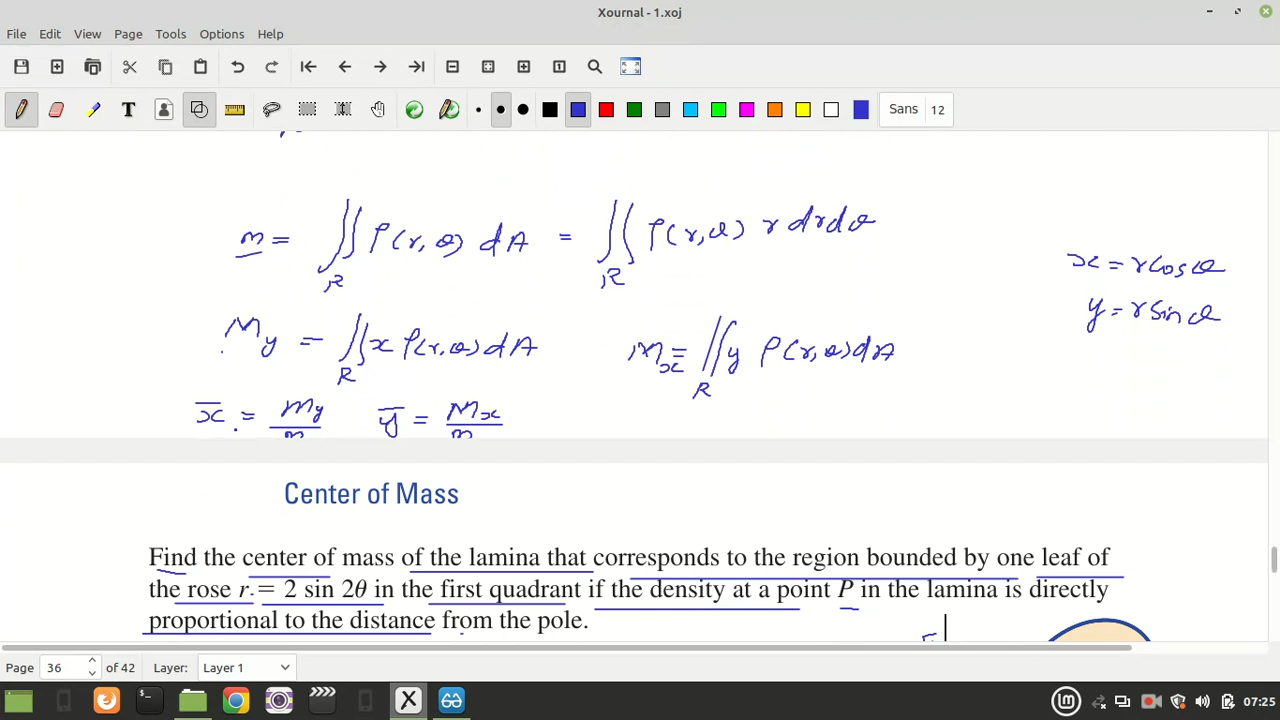 Xournal - 1.xoj
File Edit View Page Tools Options Help
Sans 12
m = ∬_R ρ(r,θ) dA = ∬_R ρ(r,θ) r dr dθ
x = r cos θ
y = r sin θ
M_y = ∬_R x ρ(r,θ) dA M_x = ∬_R y ρ(r,θ) dA
x̄ = M_y/m ȳ = M_x/m
Center of Mass
Find the center of mass of the lamina that corresponds to the region bounded by one leaf of
the rose r = 2 sin 2θ in the first quadrant if the density at a point P in the lamina is directly
proportional to the distance from the pole.
Page 36 of 42 Layer: Layer 1
07:25